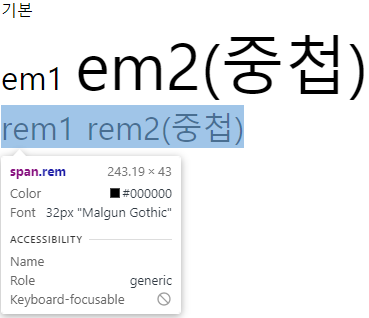 기본
em1 em2(중첩)
rem1 rem2(중첩)
span.rem 243.19 × 43
Color #000000
Font 32px "Malgun Gothic"
ACCESSIBILITY
Name
Role generic
Keyboard-focusable